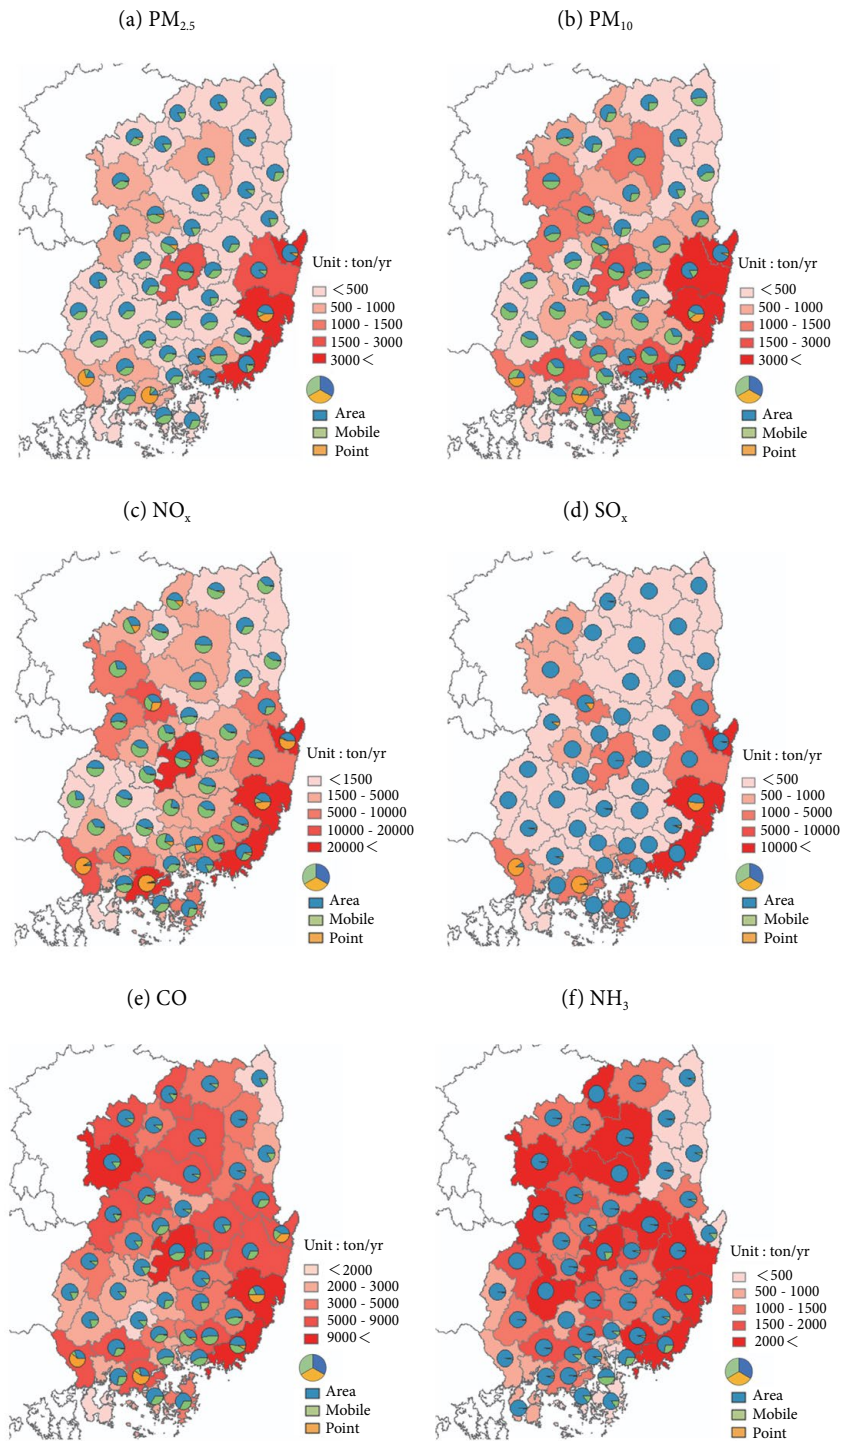 (a) PM2.5
(b) PM10
Unit : ton/yr
<500
500 - 1000
1000 - 1500
1500 - 3000
3000<
Area
Mobile
Point
Unit : ton/yr
<500
500 - 1000
1000 - 1500
1500 - 3000
3000<
Area
Mobile
Point
(c) NOx
(d) SOx
Unit : ton/yr
<1500
1500 - 5000
5000 - 10000
10000 - 20000
20000<
Area
Mobile
Point
Unit : ton/yr
<500
500 - 1000
1000 - 5000
5000 - 10000
10000<
Area
Mobile
Point
(e) CO
(f) NH3
Unit : ton/yr
<2000
2000 - 3000
3000 - 5000
5000 - 9000
9000<
Area
Mobile
Point
Unit : ton/yr
<500
500 - 1000
1000 - 1500
1500 - 2000
2000<
Area
Mobile
Point